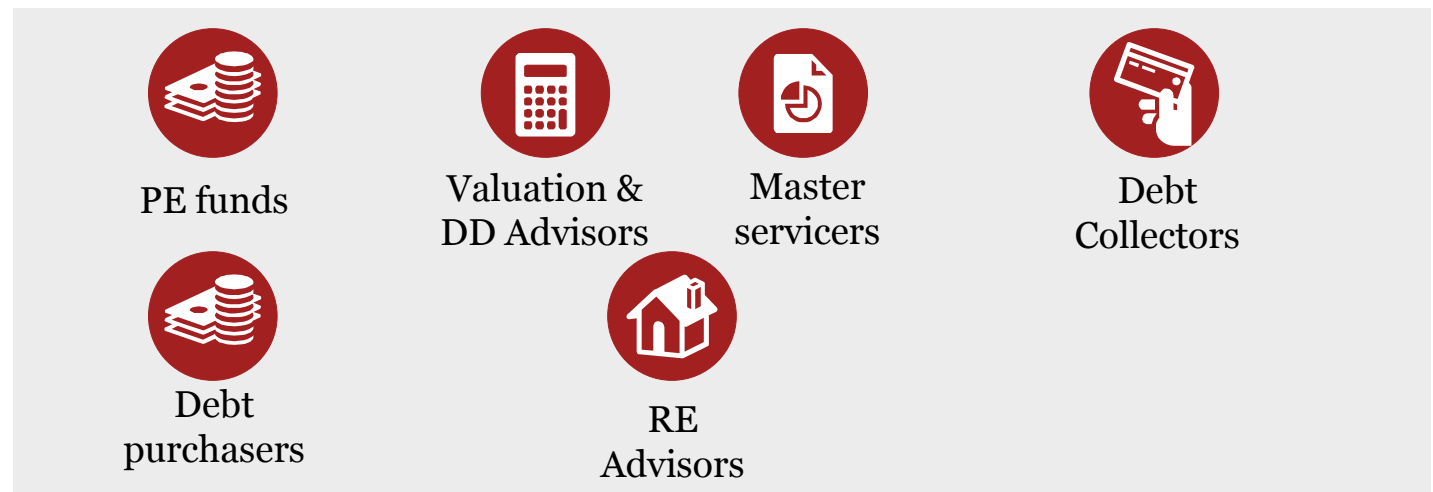 PE funds
Valuation &
DD Advisors
Master
servicers
Debt
Collectors
Debt
purchasers
RE
Advisors